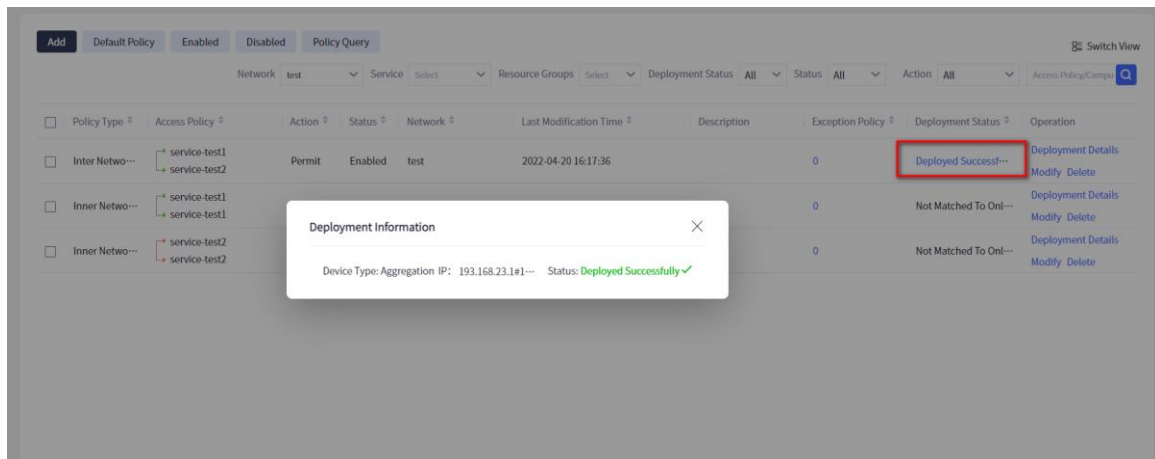 Add Default Policy Enabled Disabled Policy Query
Switch View
Network test Service Select Resource Groups Select Deployment Status All Status All Action All Access Policy/Campu
Policy Type Access Policy Action Status Network Last Modification Time Description Exception Policy Deployment Status Operation
service-test1 Deployment Details
Inter Netwo··· Permit Enabled test 2022-04-20 16:17:36 0 Deployed Successf···
service-test2 Modify Delete
service-test1 Deployment Details
Inner Netwo··· 0 Not Matched To Onl···
service-test1 Modify Delete
service-test2 Deployment Details
Inner Netwo··· 0 Not Matched To Onl···
service-test2 Modify Delete
Deployment Information
Device Type: Aggregation IP: 193.168.23.1#1··· Status: Deployed Successfully